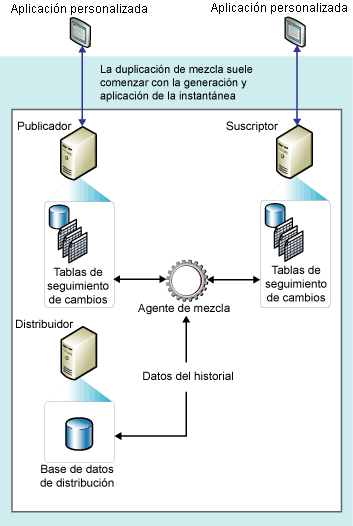 Aplicación personalizada
Aplicación personalizada
La duplicación de mezcla suele
comenzar con la generación y
aplicación de la instantánea
Publicador
Suscriptor
Tablas de
seguimiento
de cambios
Tablas de
seguimiento
de cambios
Agente de mezcla
Distribuidor
Datos del historial
Base de datos
de distribución